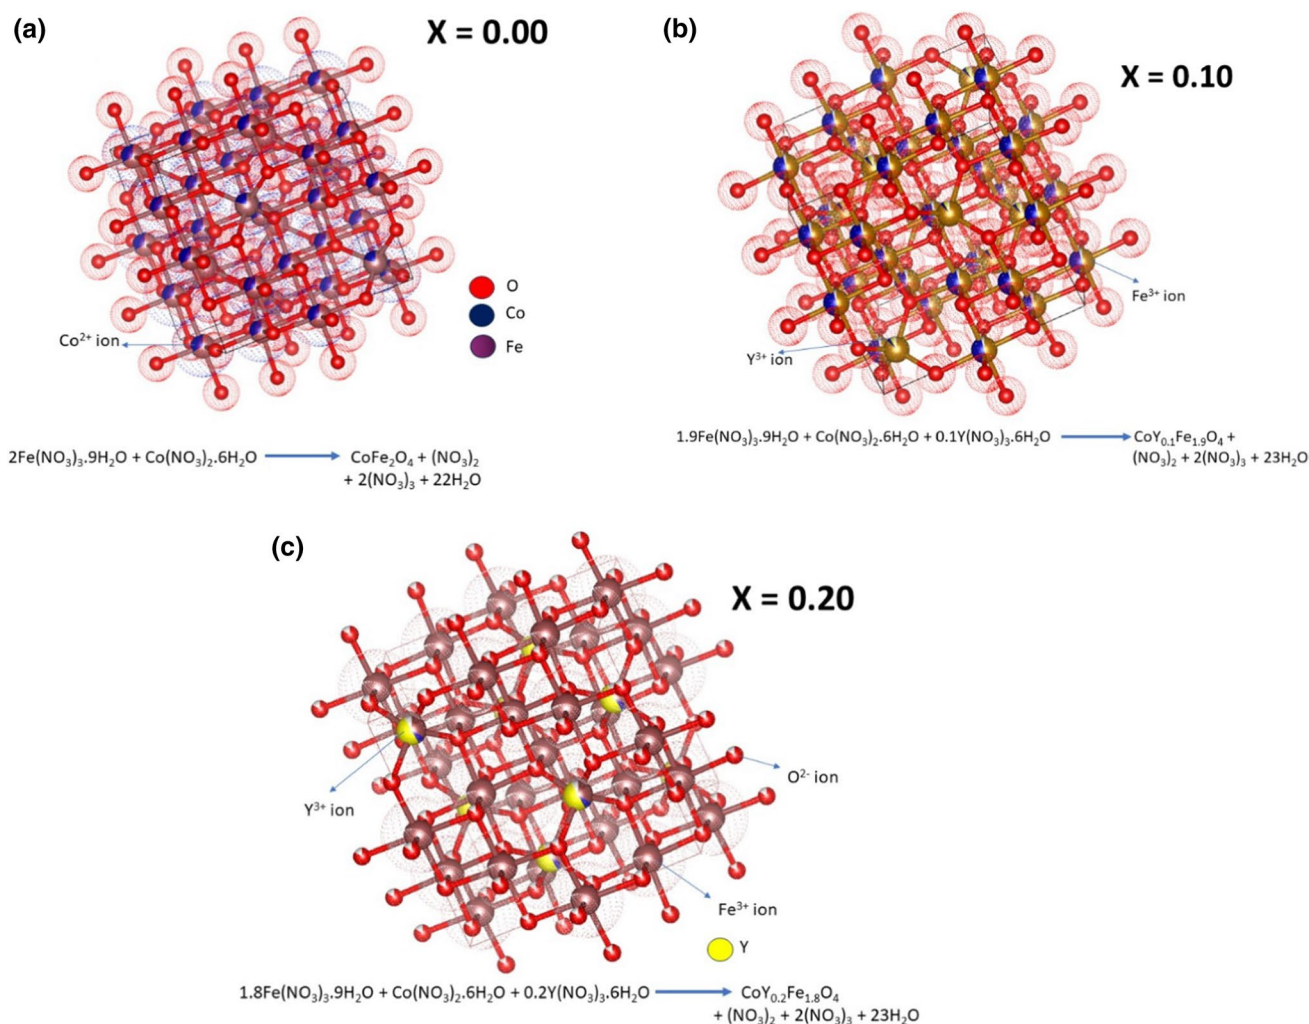 (a)
X = 0.00
O
Co
Fe
Co²⁺ ion
2Fe(NO₃)₃.9H₂O + Co(NO₃)₂.6H₂O → CoFe₂O₄ + (NO₃)₂
+ 2(NO₃)₃ + 22H₂O
(b)
X = 0.10
Fe³⁺ ion
Y³⁺ ion
1.9Fe(NO₃)₃.9H₂O + Co(NO₃)₂.6H₂O + 0.1Y(NO₃)₃.6H₂O → CoY₀.₁Fe₁.₉O₄ +
(NO₃)₂ + 2(NO₃)₃ + 23H₂O
(c)
X = 0.20
O²⁻ ion
Y³⁺ ion
Fe³⁺ ion
Y
1.8Fe(NO₃)₃.9H₂O + Co(NO₃)₂.6H₂O + 0.2Y(NO₃)₃.6H₂O → CoY₀.₂Fe₁.₈O₄
+ (NO₃)₂ + 2(NO₃)₃ + 23H₂O